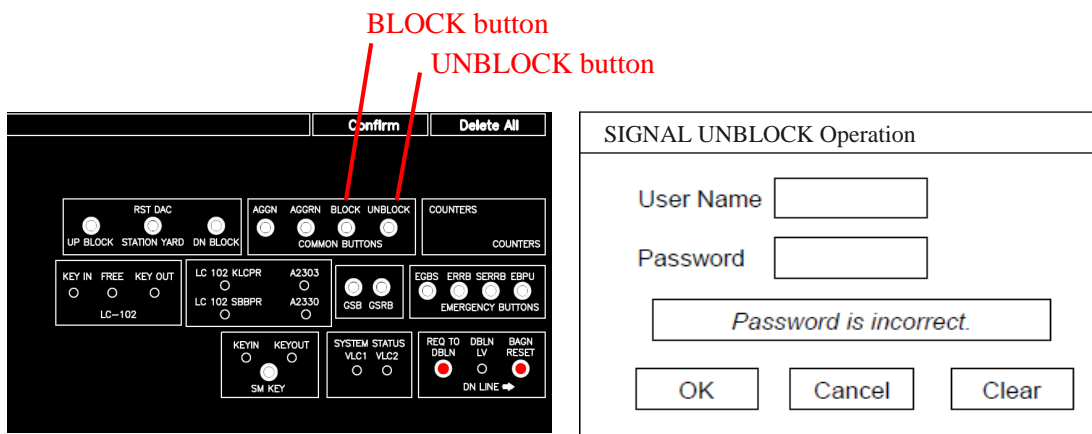 BLOCK button
UNBLOCK button
Confirm
Delete All
RST DAC
UP BLOCK STATION YARD DN BLOCK
AGGN AGGRN BLOCK UNBLOCK
COMMON BUTTONS
COUNTERS
COUNTERS
KEY IN FREE KEY OUT
LC-102
LC 102 KLCPR A2303
LC 102 SBBPR A2330
GSB GSRB
EGBS ERRB SERRB EBPU
EMERGENCY BUTTONS
KEYIN KEYOUT
SM KEY
SYSTEM STATUS
VLC1 VLC2
REQ TO DBLN BAGN
DBLN LV RESET
DN LINE
SIGNAL UNBLOCK Operation
User Name
Password
Password is incorrect.
OK Cancel Clear